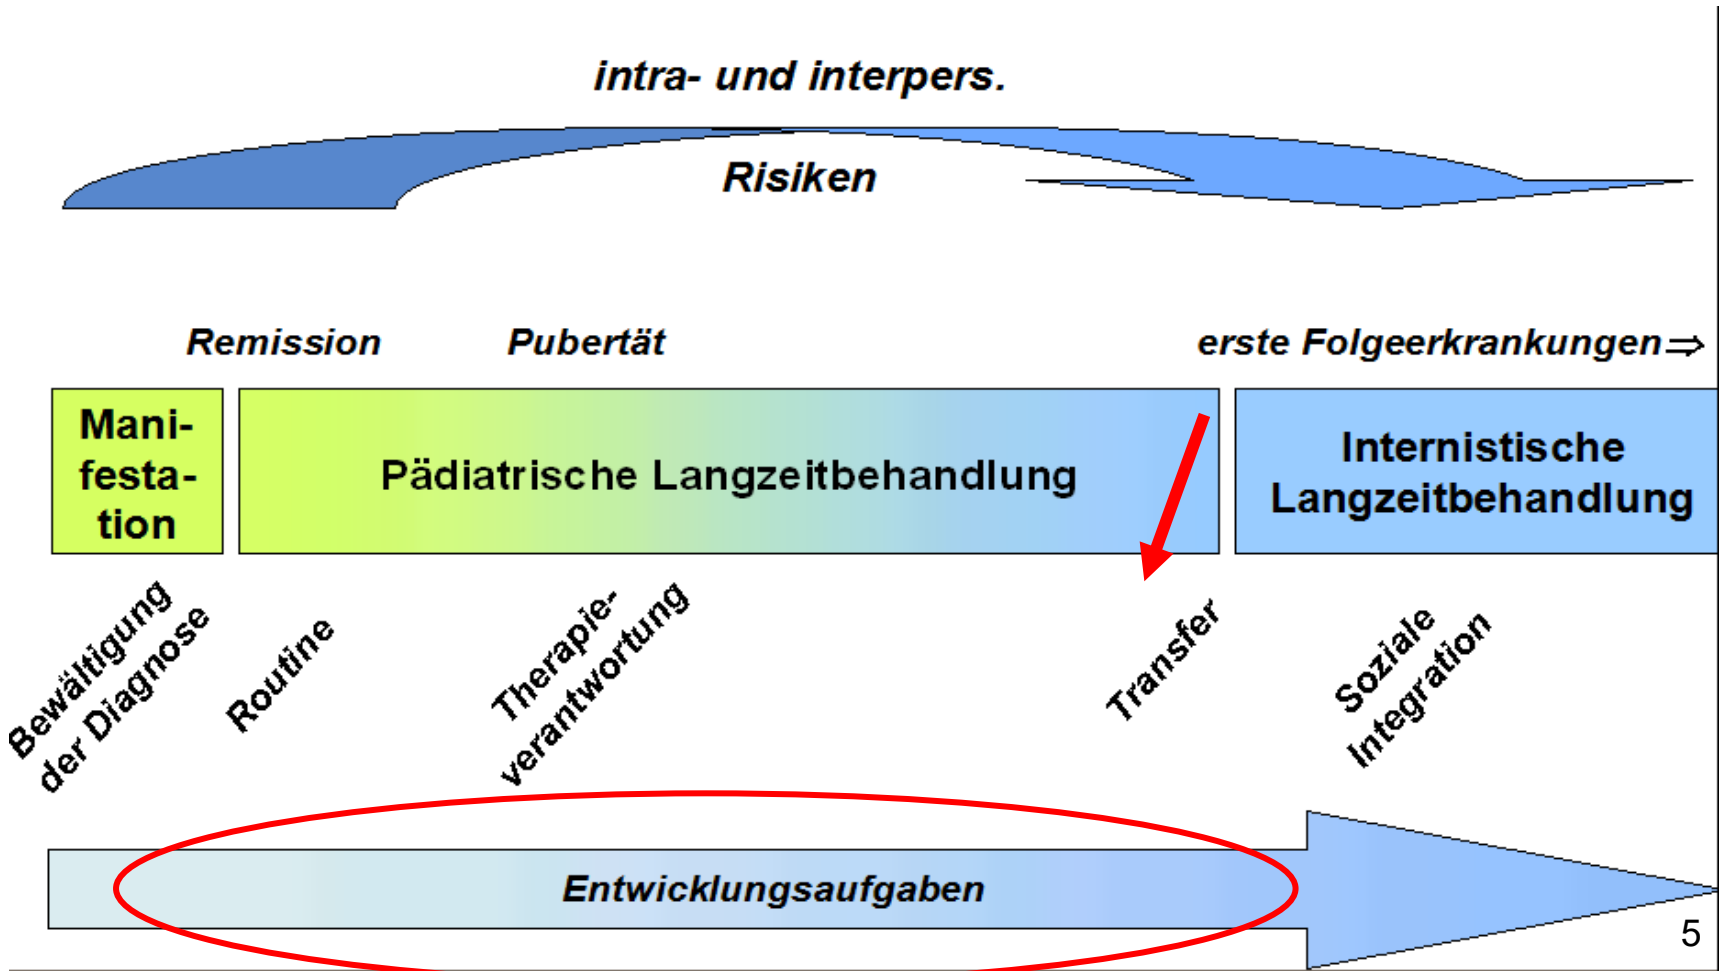 intra- und interpers.
Risiken
Remission
Pubertät
erste Folgeerkrankungen⇒
Mani-
festa-
tion
Pädiatrische Langzeitbehandlung
Internistische
Langzeitbehandlung
Bewältigung
der Diagnose
Routine
Therapie-
verantwortung
Transfer
Soziale
Integration
Entwicklungsaufgaben
5